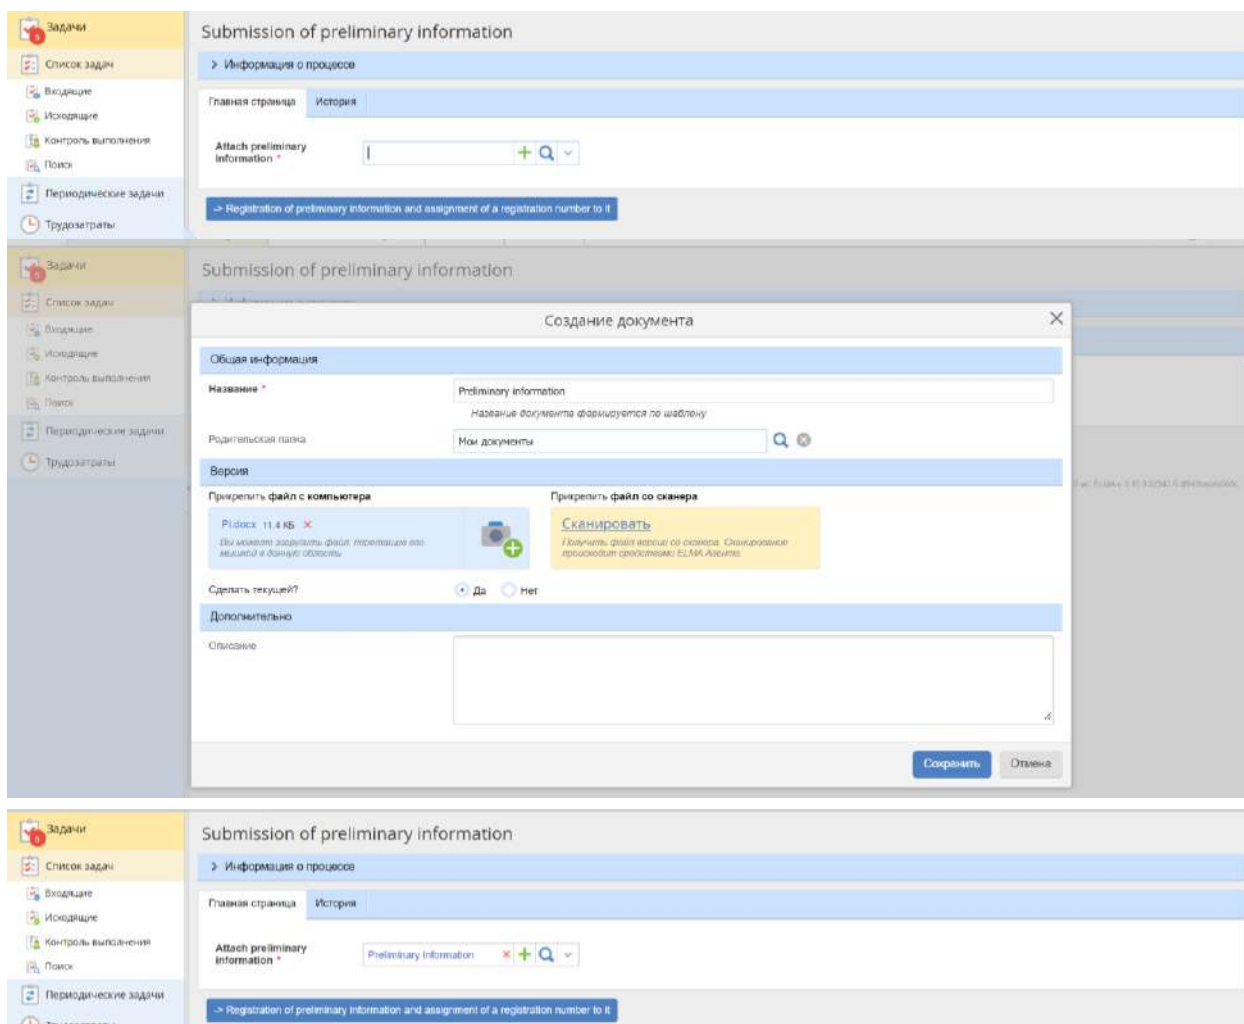 Задачи
5
Список задач
Входящие
Исходящие
Контроль выполнения
Поиск
Периодические задачи
Трудозатраты
Submission of preliminary information
> Информация о процессе
Главная страница История
Attach preliminary
information *
-> Registration of preliminary information and assignment of a registration number to it
Задачи
5
Список задач
Входящие
Исходящие
Контроль выполнения
Поиск
Периодические задачи
Трудозатраты
Submission of preliminary information
Создание документа
Общая информация
Название * Preliminary information
Название документа формируется по шаблону
Родительская папка Мои документы
Версия
Прикрепить файл с компьютера Прикрепить файл со сканера
PI.docx 11.4 КБ
Вы можете загрузить файл, перетащив его
мышкой в данную область
Сканировать
Получить файл версии со сканера. Сканирование
происходит средствами ELMA Агента.
Сделать текущей? Да Нет
Дополнительно
Описание
Сохранить Отмена
Задачи
5
Список задач
Входящие
Исходящие
Контроль выполнения
Поиск
Периодические задачи
Submission of preliminary information
> Информация о процессе
Главная страница История
Attach preliminary
information *
Preliminary information
-> Registration of preliminary information and assignment of a registration number to it